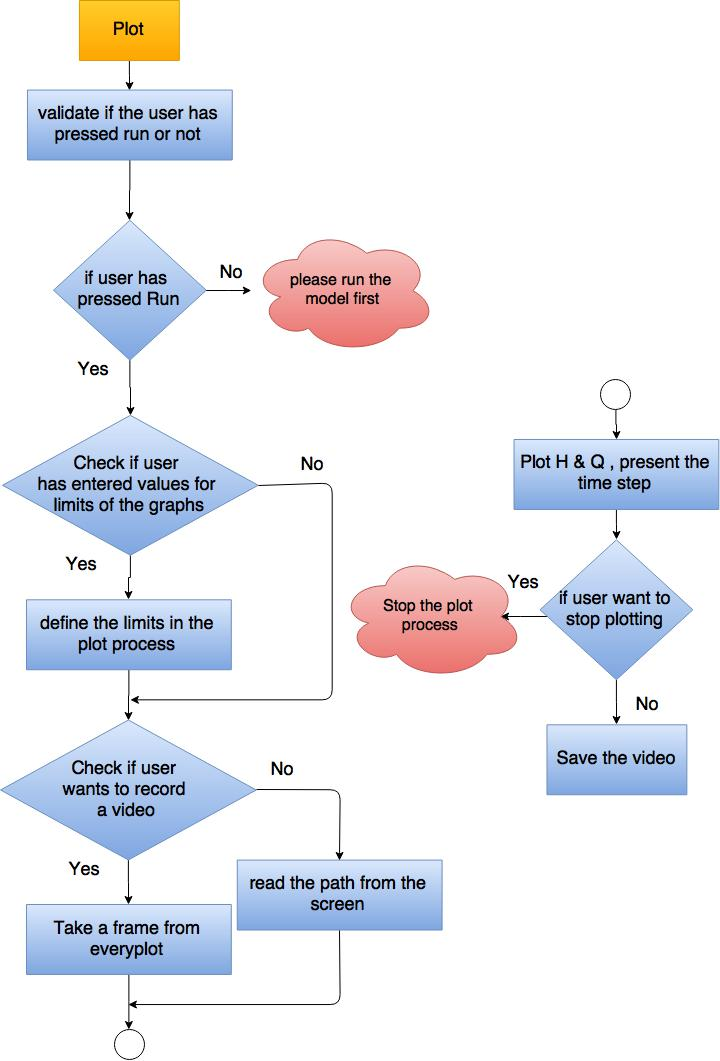 Plot
validate if the user has
pressed run or not
if user has
pressed Run
No
please run the
model first
Yes
Check if user
has entered values for
limits of the graphs
No
Yes
define the limits in the
plot process
Check if user
wants to record
a video
No
Yes
read the path from the
screen
Take a frame from
everyplot
Plot H & Q , present the
time step
if user want to
stop plotting
Yes
Stop the plot
process
No
Save the video